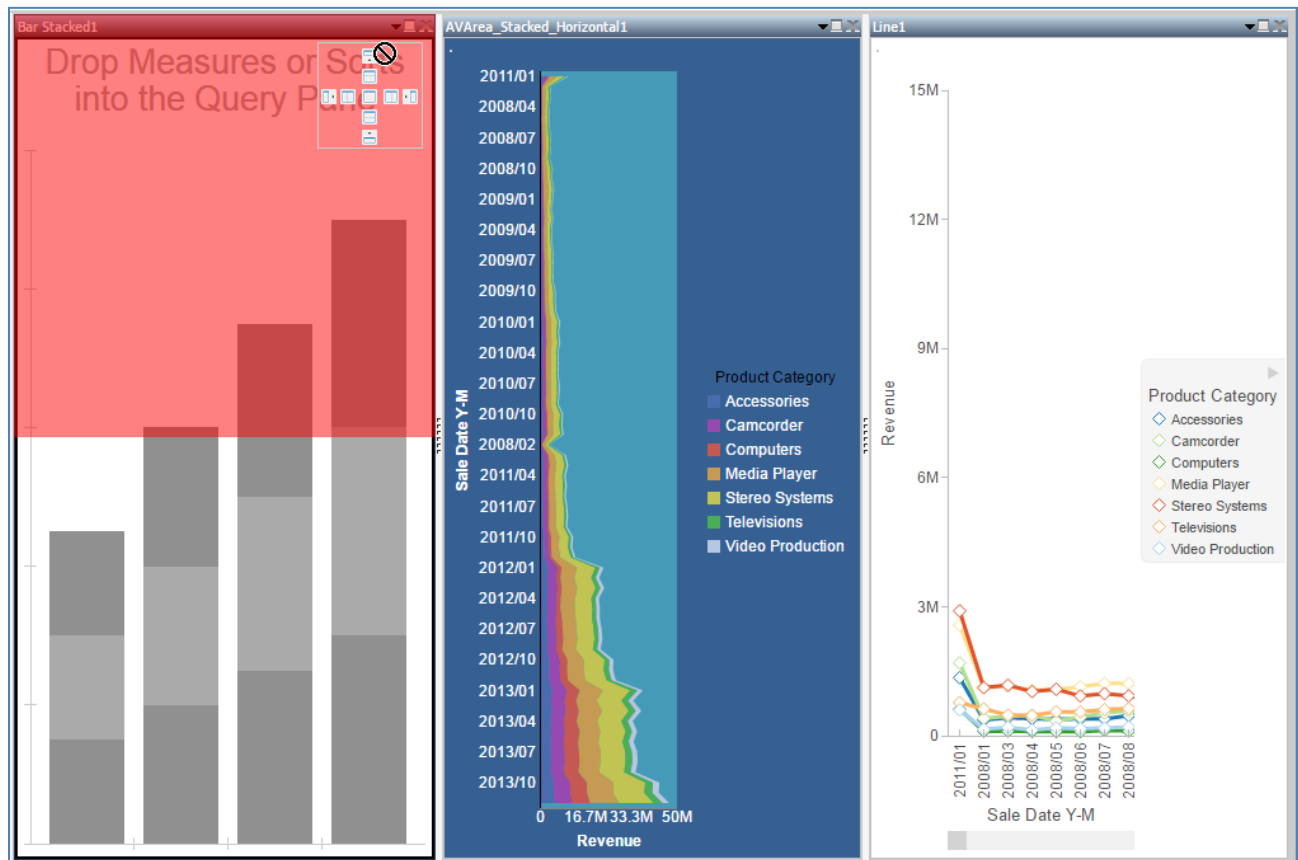 Bar Stacked1
Drop Measures or Sorts
into the Query Pane
AVArea_Stacked_Horizontal1
2011/01
2008/04
2008/07
2008/10
2009/01
2009/04
2009/07
2009/10
2010/01
2010/04
2010/07
2010/10
2008/02
2011/04
2011/07
2011/10
2012/01
2012/04
2012/07
2012/10
2013/01
2013/04
2013/07
2013/10
Sale Date Y-M
0 16.7M 33.3M 50M
Revenue
Product Category
Accessories
Camcorder
Computers
Media Player
Stereo Systems
Televisions
Video Production
Line1
15M
12M
9M
6M
3M
0
Revenue
2011/01
2008/01
2008/03
2008/04
2008/05
2008/06
2008/07
2008/08
Sale Date Y-M
Product Category
Accessories
Camcorder
Computers
Media Player
Stereo Systems
Televisions
Video Production